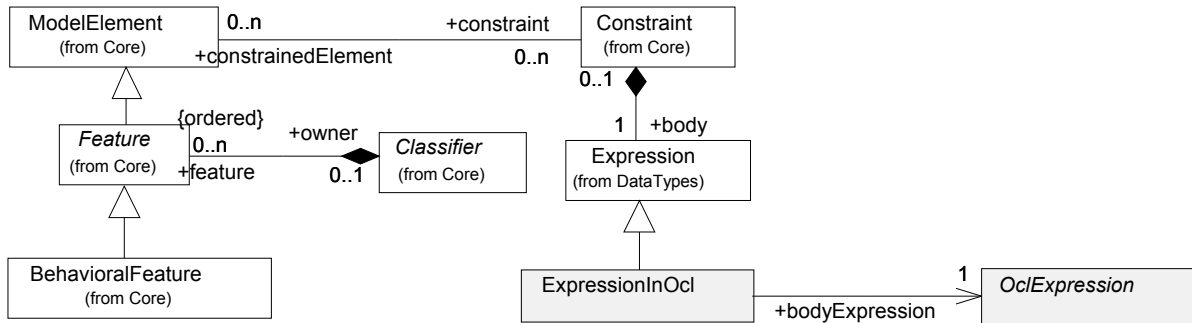 ModelElement
(from Core)
0..n
+constraint
+constrainedElement
0..n
Constraint
(from Core)
0..1
{ordered}
Feature
(from Core)
0..n
+feature
+owner
0..1
Classifier
(from Core)
1
+body
Expression
(from DataTypes)
BehavioralFeature
(from Core)
ExpressionInOcl
1
+bodyExpression
OclExpression